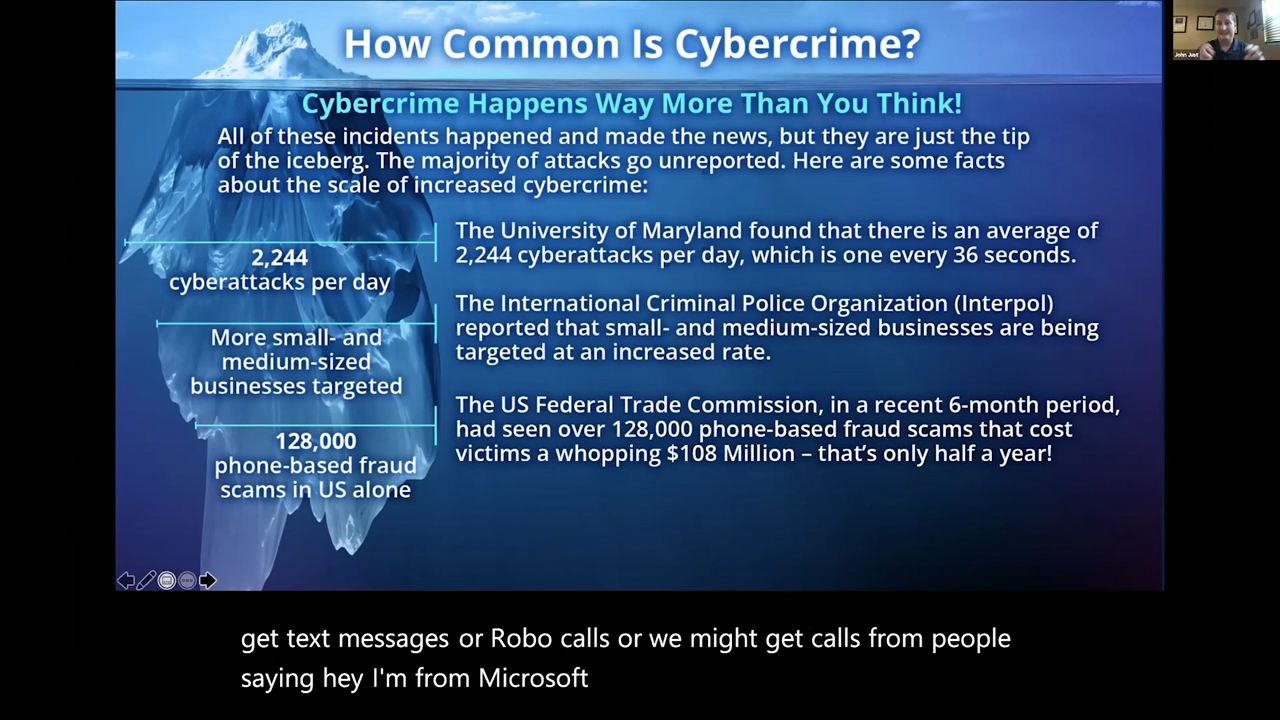 How Common Is Cybercrime?
Cybercrime Happens Way More Than You Think!
All of these incidents happened and made the news, but they are just the tip
of the iceberg. The majority of attacks go unreported. Here are some facts
about the scale of increased cybercrime:
2,244
cyberattacks per day
The University of Maryland found that there is an average of
2,244 cyberattacks per day, which is one every 36 seconds.
More small- and
medium-sized
businesses targeted
The International Criminal Police Organization (Interpol)
reported that small- and medium-sized businesses are being
targeted at an increased rate.
128,000
phone-based fraud
scams in US alone
The US Federal Trade Commission, in a recent 6-month period,
had seen over 128,000 phone-based fraud scams that cost
victims a whopping $108 Million – that’s only half a year!
John Just
get text messages or Robo calls or we might get calls from people
saying hey I'm from Microsoft